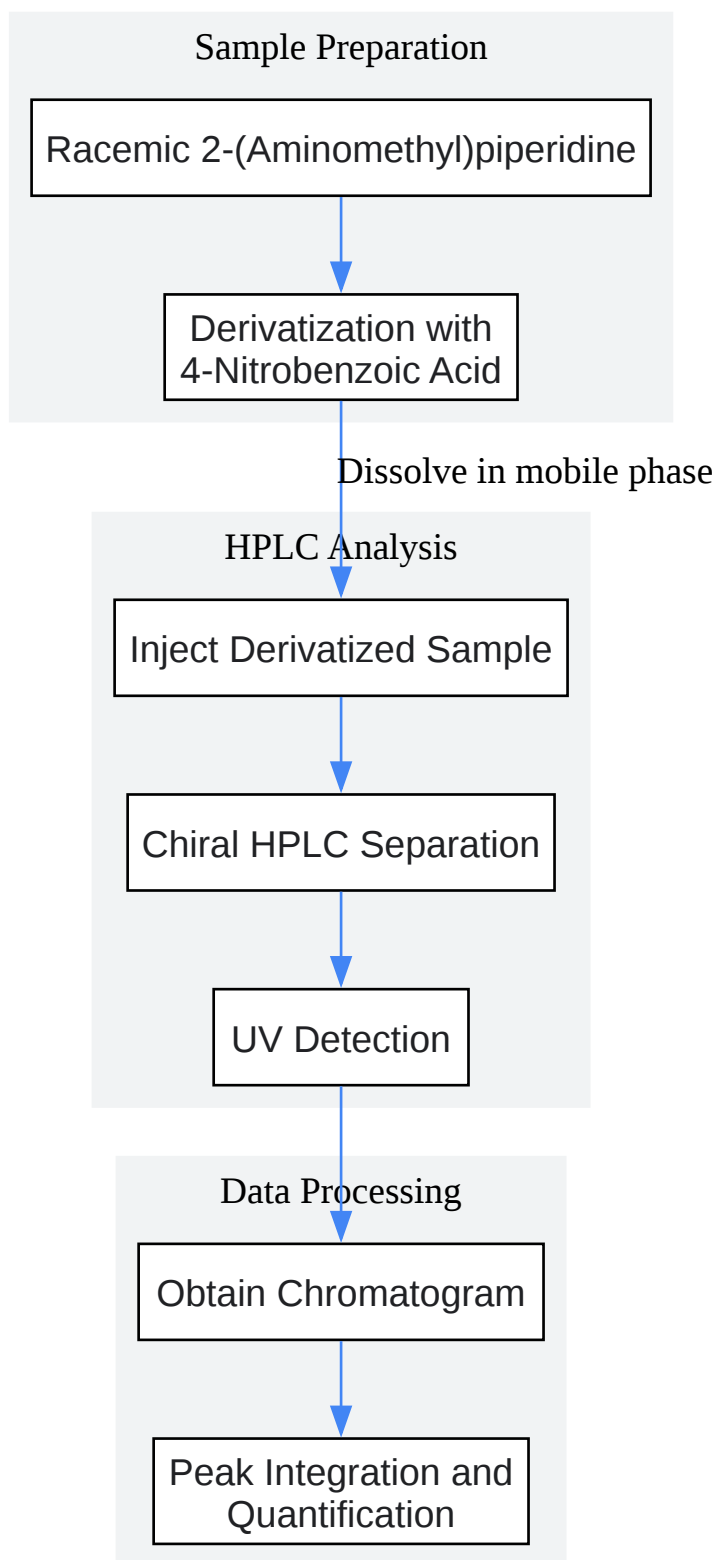 Sample Preparation
Racemic 2-(Aminomethyl)piperidine
Derivatization with
4-Nitrobenzoic Acid
Dissolve in mobile phase
HPLC Analysis
Inject Derivatized Sample
Chiral HPLC Separation
UV Detection
Data Processing
Obtain Chromatogram
Peak Integration and
Quantification